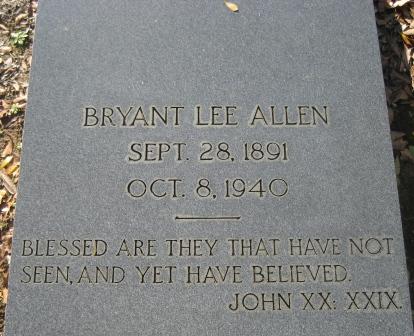 BRYANT LEE ALLEN
SEPT. 28, 1891
OCT. 8, 1940
BLESSED ARE THEY THAT HAVE NOT
SEEN, AND YET HAVE BELIEVED.
JOHN XX: XXIX.